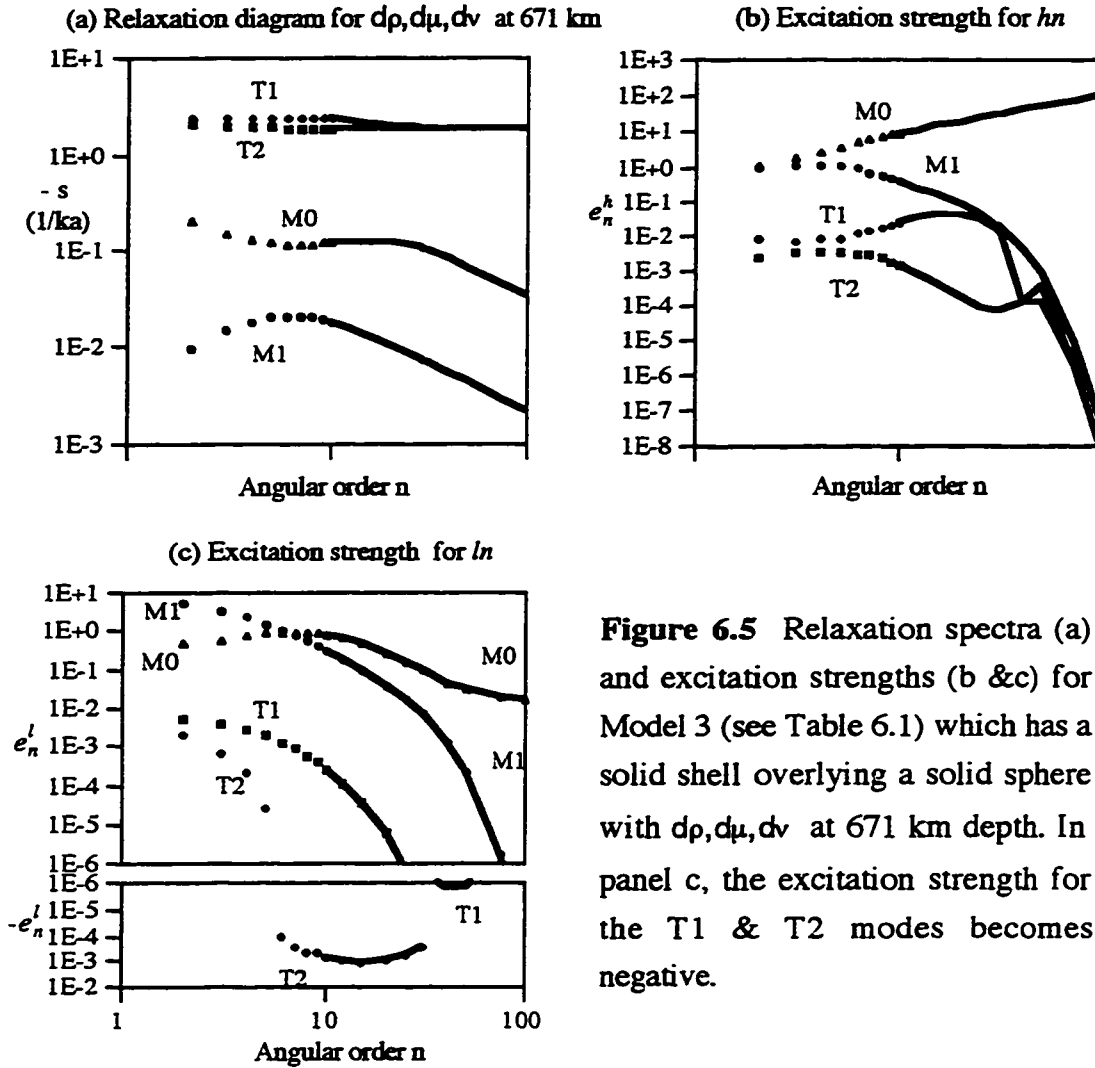 (a) Relaxation diagram for dρ,dμ,dν at 671 km
1E+1
1E+0
- s
(1/ka)
1E-1
1E-2
1E-3
T1
T2
M0
M1
Angular order n
(b) Excitation strength for hn
1E+3
1E+2
1E+1
1E+0
1E-1
1E-2
1E-3
1E-4
1E-5
1E-6
1E-7
1E-8
e_n^h
M0
M1
T1
T2
Angular order n
(c) Excitation strength for ln
1E+1
1E+0
1E-1
1E-2
1E-3
1E-4
1E-5
1E-6
e_n^l
M1
M0
T1
T2
M0
M1
1E-6
1E-5
1E-4
1E-3
1E-2
-e_n^l
T1
T2
1 10 100
Angular order n
Figure 6.5 Relaxation spectra (a)
and excitation strengths (b &c) for
Model 3 (see Table 6.1) which has a
solid shell overlying a solid sphere
with dρ,dμ,dν at 671 km depth. In
panel c, the excitation strength for
the T1 & T2 modes becomes
negative.